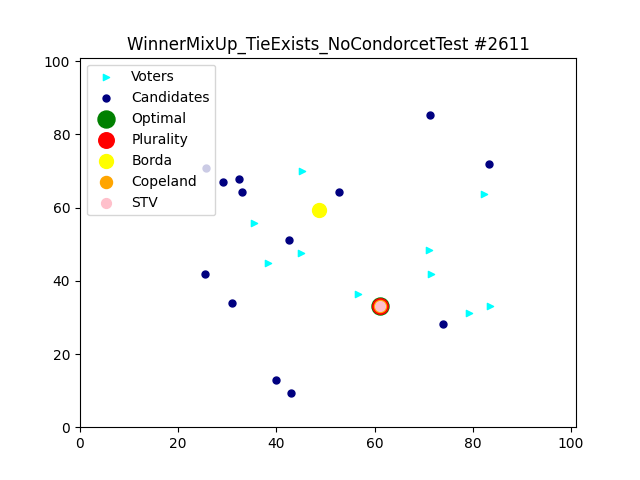 WinnerMixUp_TieExists_NoCondorcetTest #2611
Voters
Candidates
Optimal
Plurality
Borda
Copeland
STV
100
80
60
40
20
0
0 20 40 60 80 100